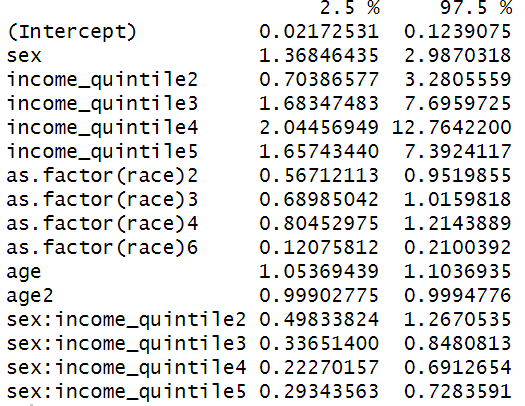 2.5 % 97.5 %
(Intercept) 0.02172531 0.1239075
sex 1.36846435 2.9870318
income_quintile2 0.70386577 3.2805559
income_quintile3 1.68347483 7.6959725
income_quintile4 2.04456949 12.7642200
income_quintile5 1.65743440 7.3924117
as.factor(race)2 0.56712113 0.9519855
as.factor(race)3 0.68985042 1.0159818
as.factor(race)4 0.80452975 1.2143889
as.factor(race)6 0.12075812 0.2100392
age 1.05369439 1.1036935
age2 0.99902775 0.9994776
sex:income_quintile2 0.49833824 1.2670535
sex:income_quintile3 0.33651400 0.8480813
sex:income_quintile4 0.22270157 0.6912654
sex:income_quintile5 0.29343563 0.7283591